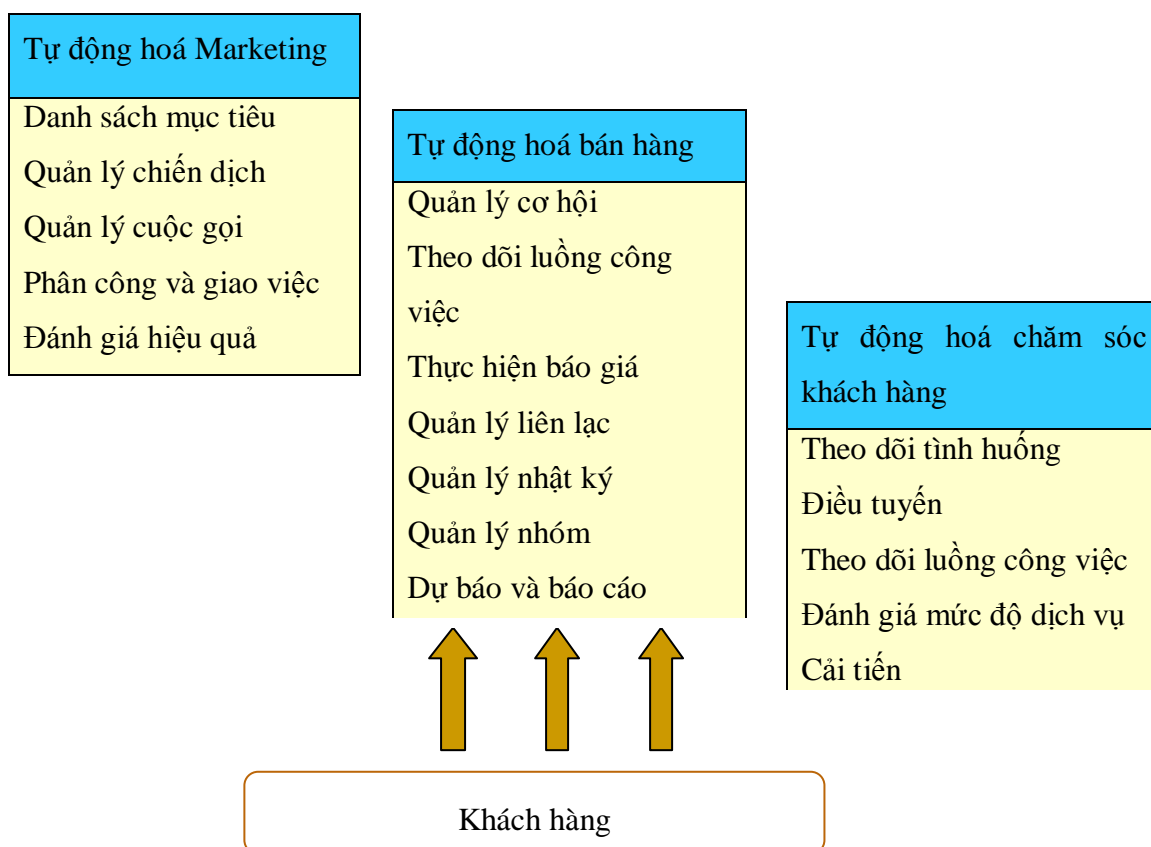 Tự động hoá Marketing
Danh sách mục tiêu
Quản lý chiến dịch
Quản lý cuộc gọi
Phân công và giao việc
Đánh giá hiệu quả
Tự động hoá bán hàng
Quản lý cơ hội
Theo dõi luồng công
việc
Thực hiện báo giá
Quản lý liên lạc
Quản lý nhật ký
Quản lý nhóm
Dự báo và báo cáo
Tự động hoá chăm sóc
khách hàng
Theo dõi tình huống
Điều tuyến
Theo dõi luồng công việc
Đánh giá mức độ dịch vụ
Cải tiến
Khách hàng